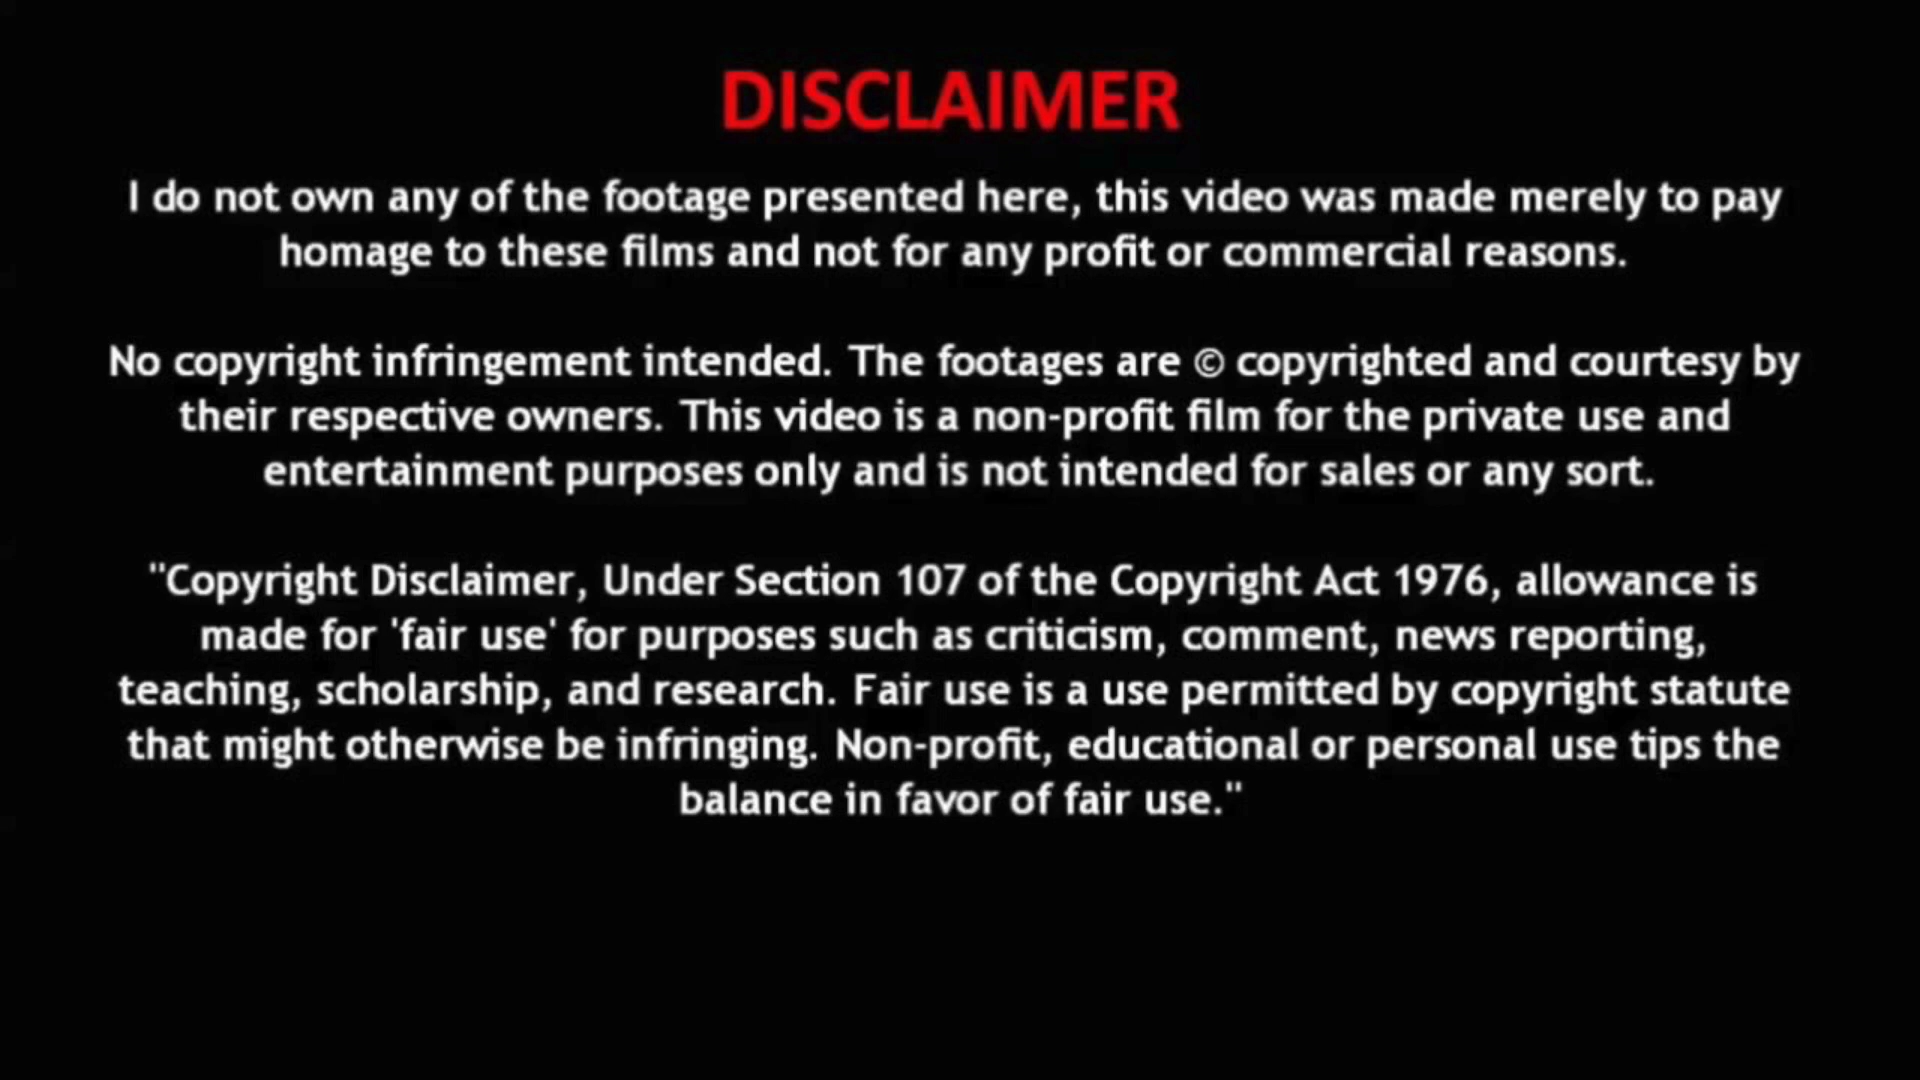 DISCLAIMER
I do not own any of the footage presented here, this video was made merely to pay
homage to these films and not for any profit or commercial reasons.
No copyright infringement intended. The footages are © copyrighted and courtesy by
their respective owners. This video is a non-profit film for the private use and
entertainment purposes only and is not intended for sales or any sort.
"Copyright Disclaimer, Under Section 107 of the Copyright Act 1976, allowance is
made for 'fair use' for purposes such as criticism, comment, news reporting,
teaching, scholarship, and research. Fair use is a use permitted by copyright statute
that might otherwise be infringing. Non-profit, educational or personal use tips the
balance in favor of fair use."